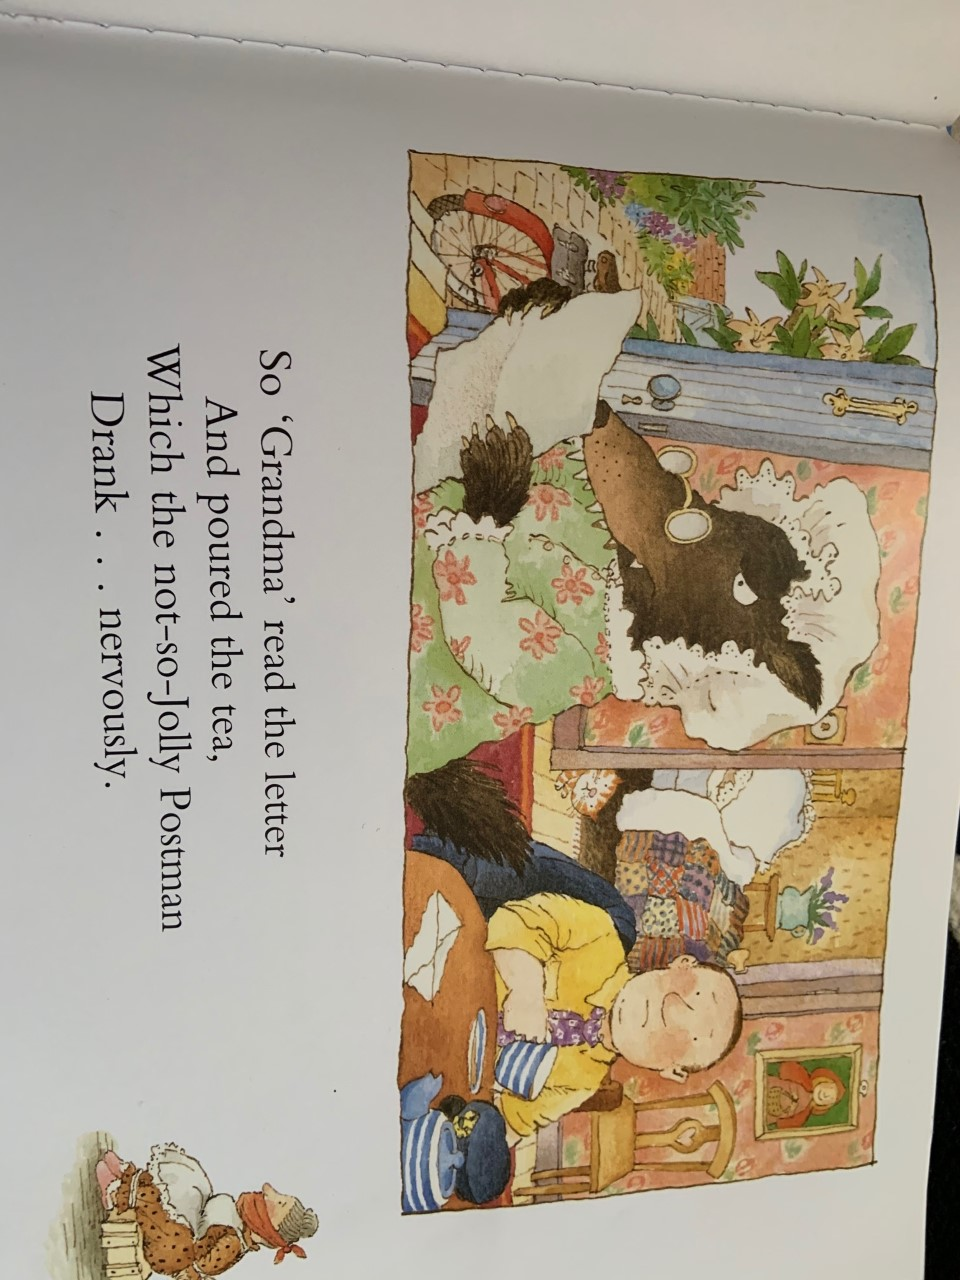 So ‘Grandma’ read the letter
And poured the tea,
Which the not-so-Jolly Postman
Drank . . . nervously.